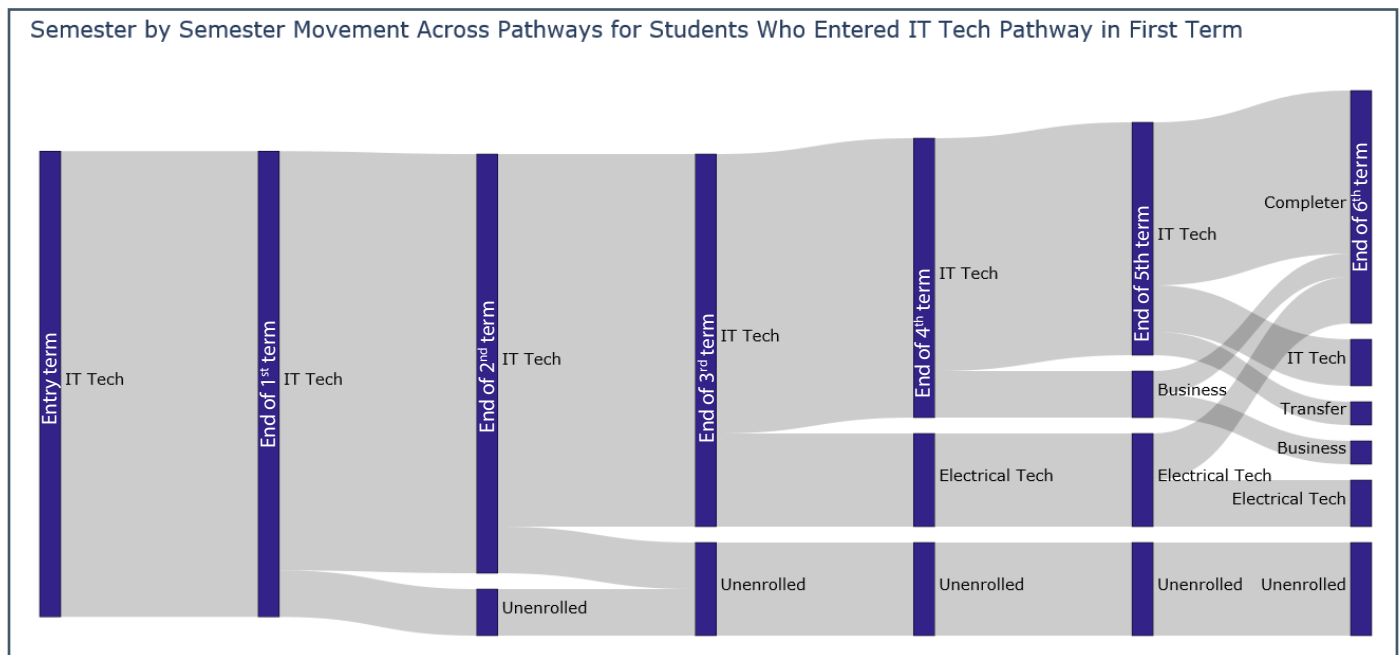 Semester by Semester Movement Across Pathways for Students Who Entered IT Tech Pathway in First Term
Entry term
IT Tech
End of 1st term
IT Tech
End of 2nd term
IT Tech
Unenrolled
End of 3rd term
IT Tech
Unenrolled
End of 4th term
IT Tech
Electrical Tech
Unenrolled
End of 5th term
IT Tech
Business
Electrical Tech
Unenrolled
End of 6th term
Completer
IT Tech
Transfer
Business
Electrical Tech
Unenrolled